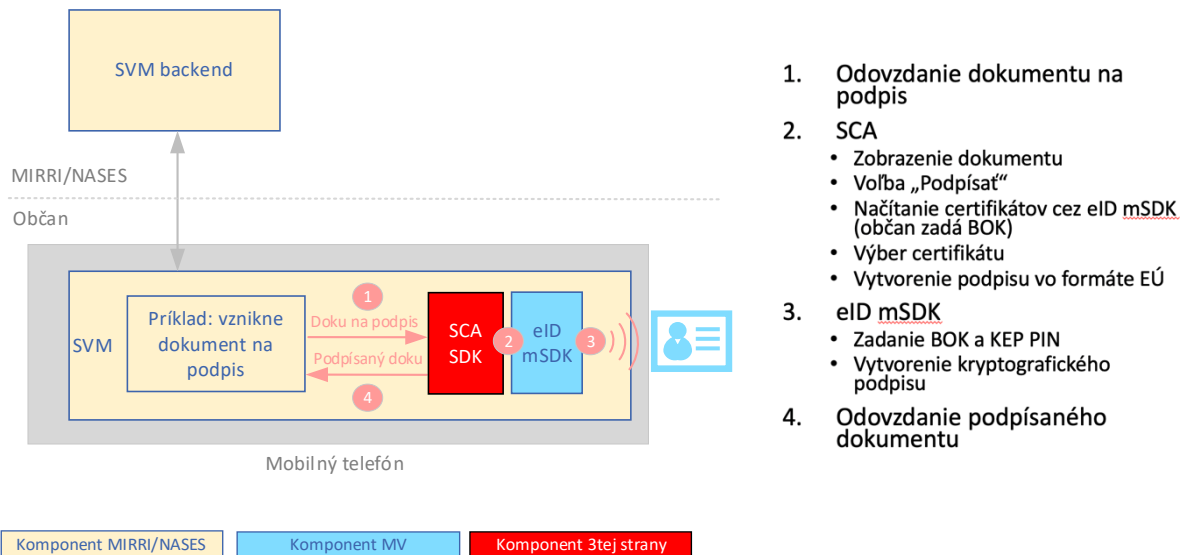 SVM backend
MIRRI/NASES
Občan
SVM
Príklad: vznikne
dokument na
podpis
1
Doku na podpis
Podpísaný doku
4
SCA
SDK
2
eID
mSDK
3
Mobilný telefón
Komponent MIRRI/NASES
Komponent MV
Komponent 3tej strany
1. Odovzdanie dokumentu na
podpis
2. SCA
• Zobrazenie dokumentu
• Voľba „Podpísať“
• Načítanie certifikátov cez eID mSDK
(občan zadá BOK)
• Výber certifikátu
• Vytvorenie podpisu vo formáte EÚ
3. eID mSDK
• Zadanie BOK a KEP PIN
• Vytvorenie kryptografického
podpisu
4. Odovzdanie podpísaného
dokumentu